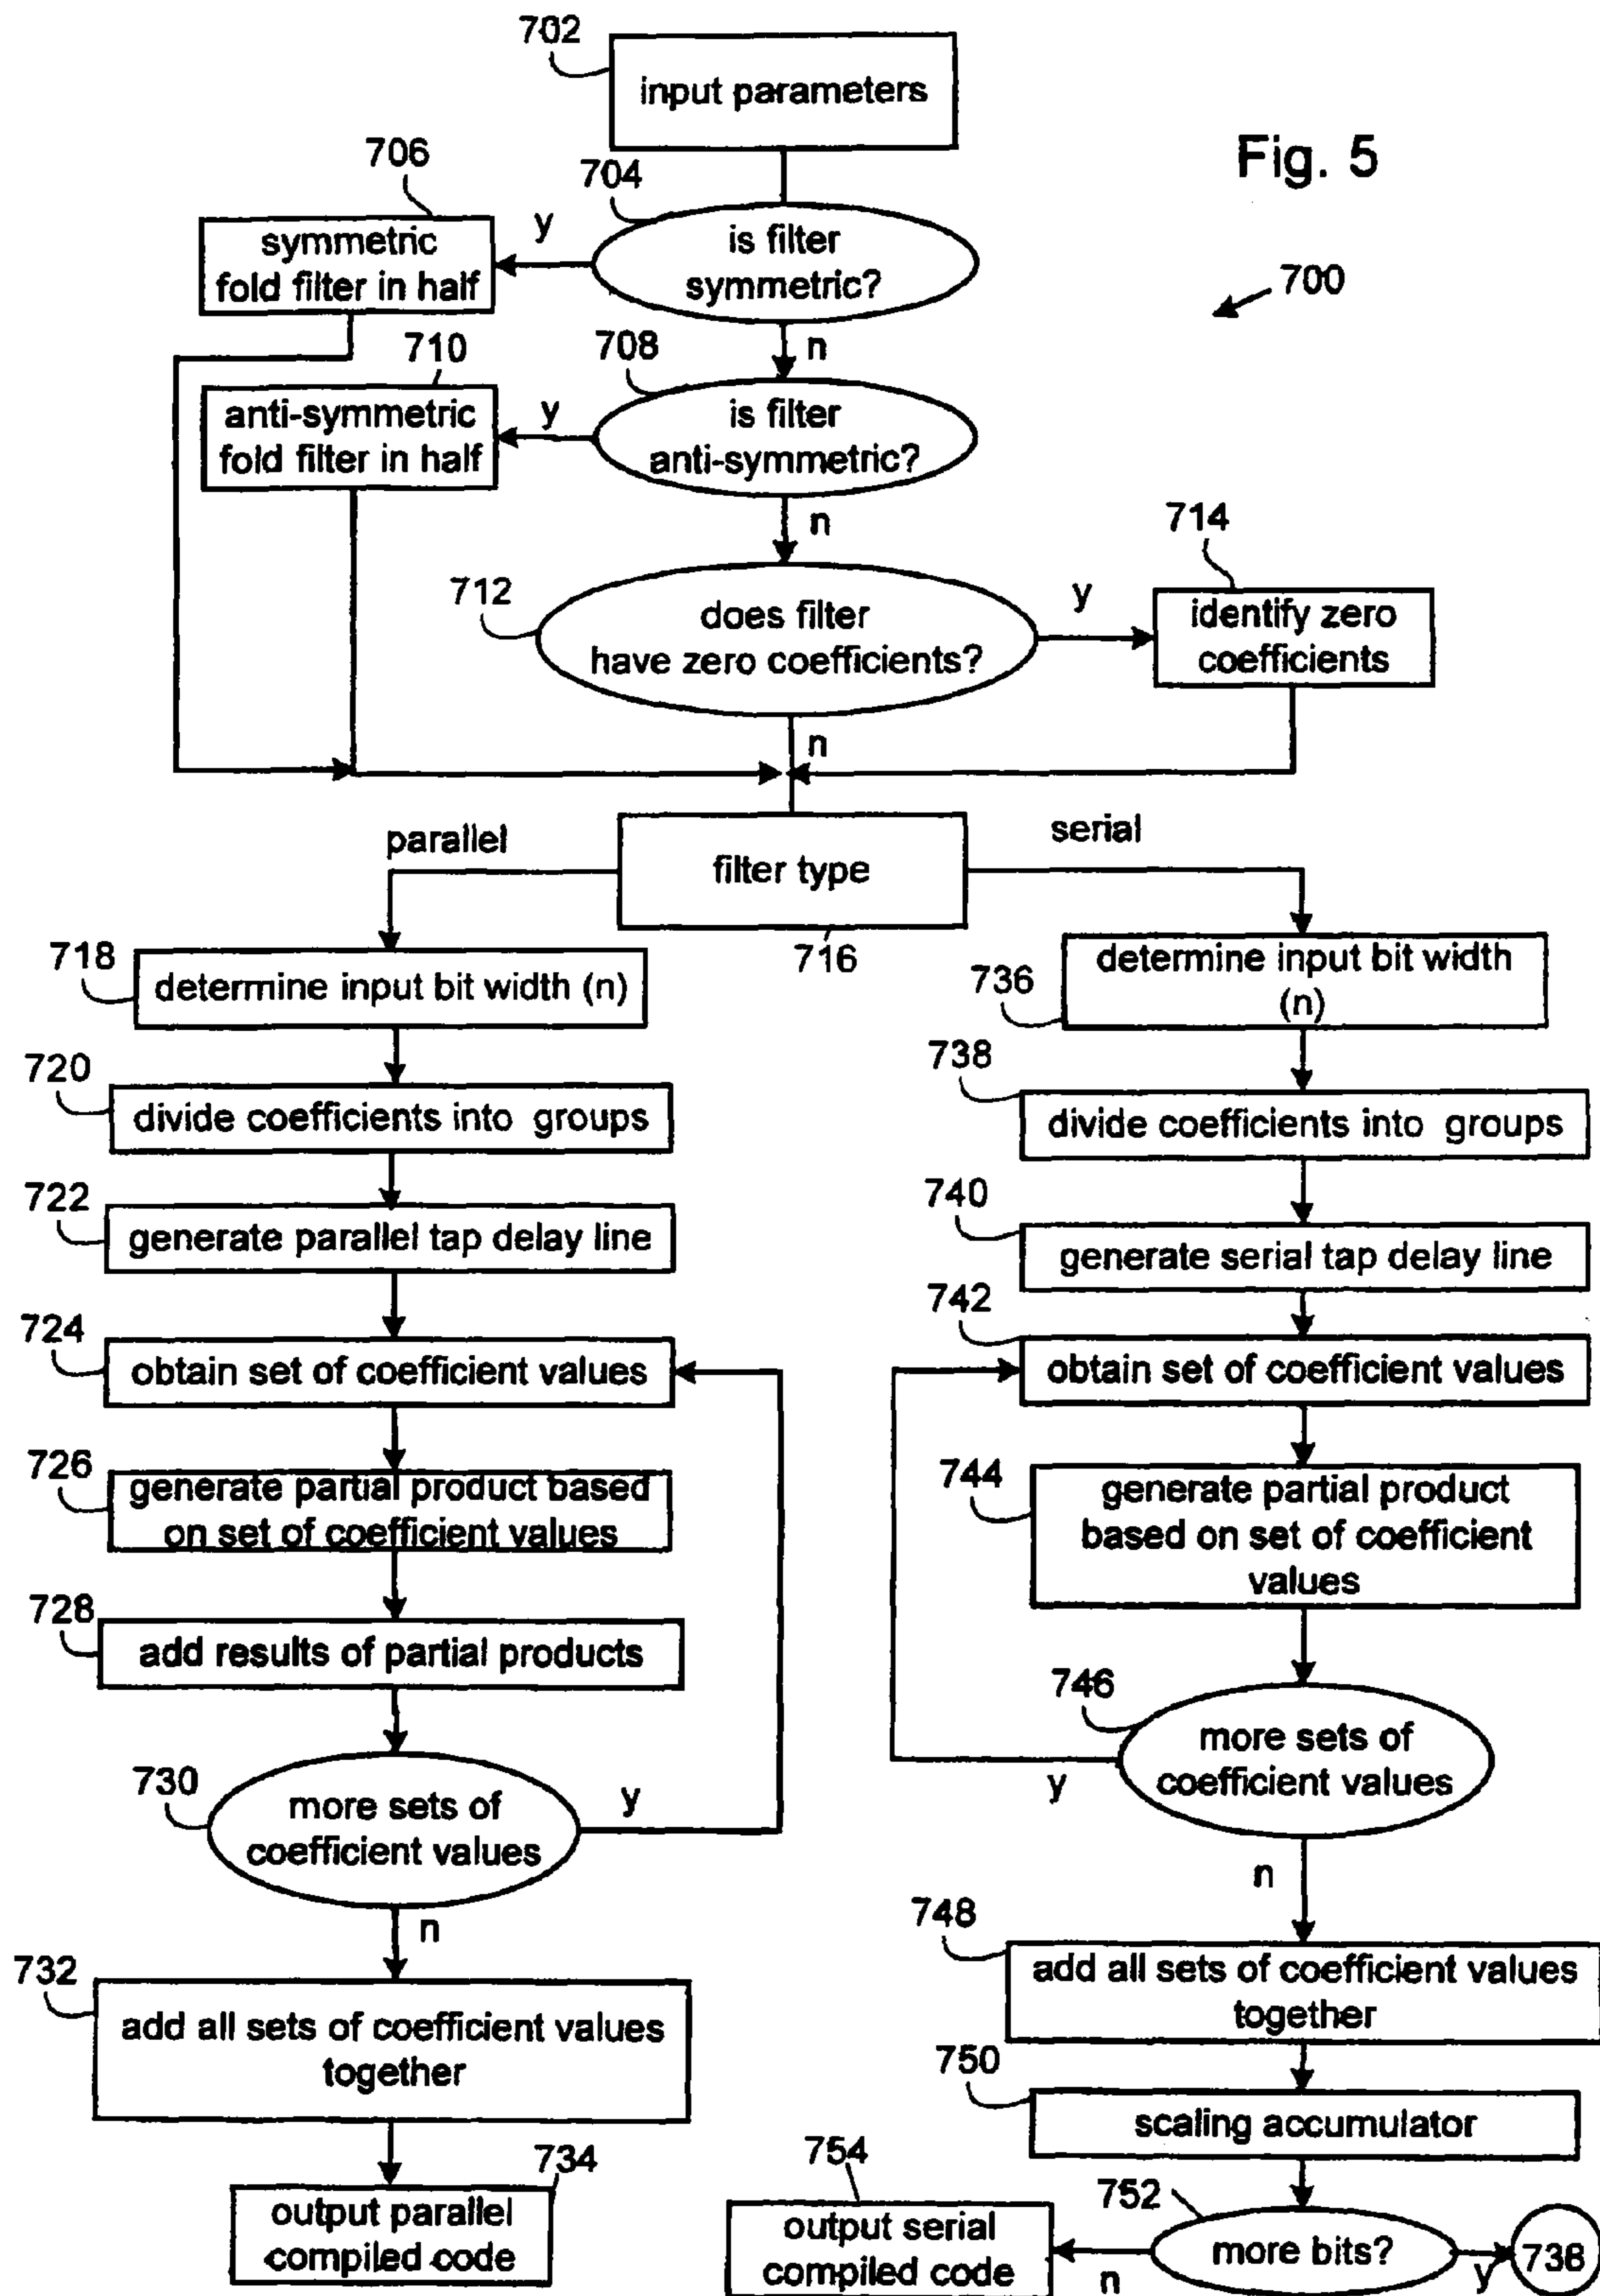 702
input parameters
Fig. 5
706
704
symmetric
fold filter in half
y
is filter
symmetric?
700
n
710
708
anti-symmetric
fold filter in half
y
is filter
anti-symmetric?
n
714
712
does filter
have zero coefficients?
y
identify zero
coefficients
n
parallel
filter type
serial
716
718
determine input bit width (n)
720
divide coefficients into groups
722
generate parallel tap delay line
724
obtain set of coefficient values
726
generate partial product based
on set of coefficient values
728
add results of partial products
730
more sets of
coefficient values
y
n
732
add all sets of coefficient values
together
734
output parallel
compiled code
736
determine input bit width
(n)
738
divide coefficients into groups
740
generate serial tap delay line
742
obtain set of coefficient values
744
generate partial product
based on set of coefficient
values
746
more sets of
coefficient values
y
n
748
add all sets of coefficient values
together
750
scaling accumulator
752
more bits?
y
738
n
754
output serial
compiled code